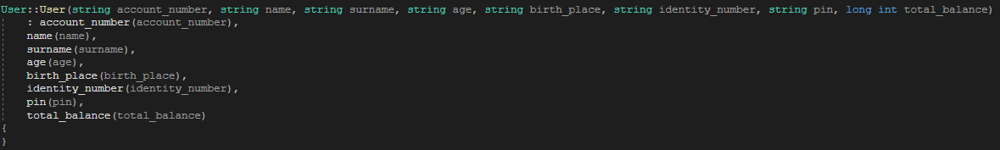 User::User(string account_number, string name, string surname, string age, string birth_place, string identity_number, string pin, long int total_balance)
    : account_number(account_number),
    name(name),
    surname(surname),
    age(age),
    birth_place(birth_place),
    identity_number(identity_number),
    pin(pin),
    total_balance(total_balance)
{
}